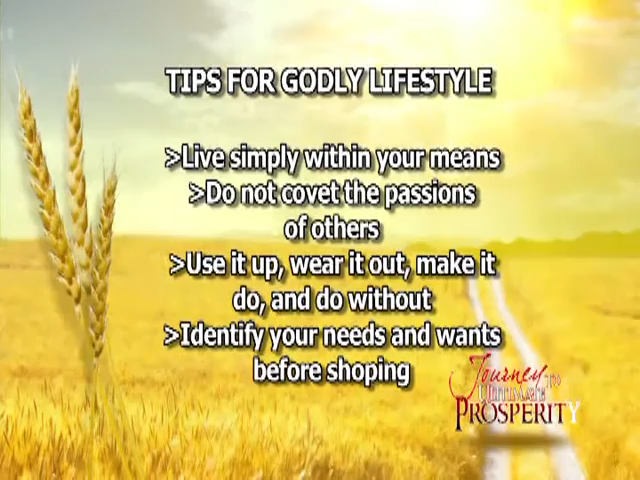 TIPS FOR GODLY LIFESTYLE
>Live simply within your means
>Do not covet the passions
of others
>Use it up, wear it out, make it
do, and do without
>Identify your needs and wants
before shoping
Journey TO
ULTIMATE
PROSPERITY